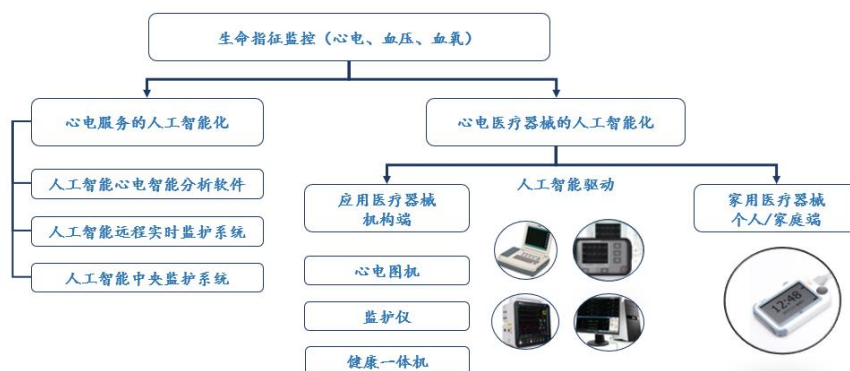 生命指征监控（心电、血压、血氧）
心电服务的人工智能化
心电医疗器械的人工智能化
人工智能心电智能分析软件
人工智能远程实时监护系统
人工智能中央监护系统
应用医疗器械
机构端
人工智能驱动
家用医疗器械
个人/家庭端
心电图机
监护仪
健康一体机
12:48